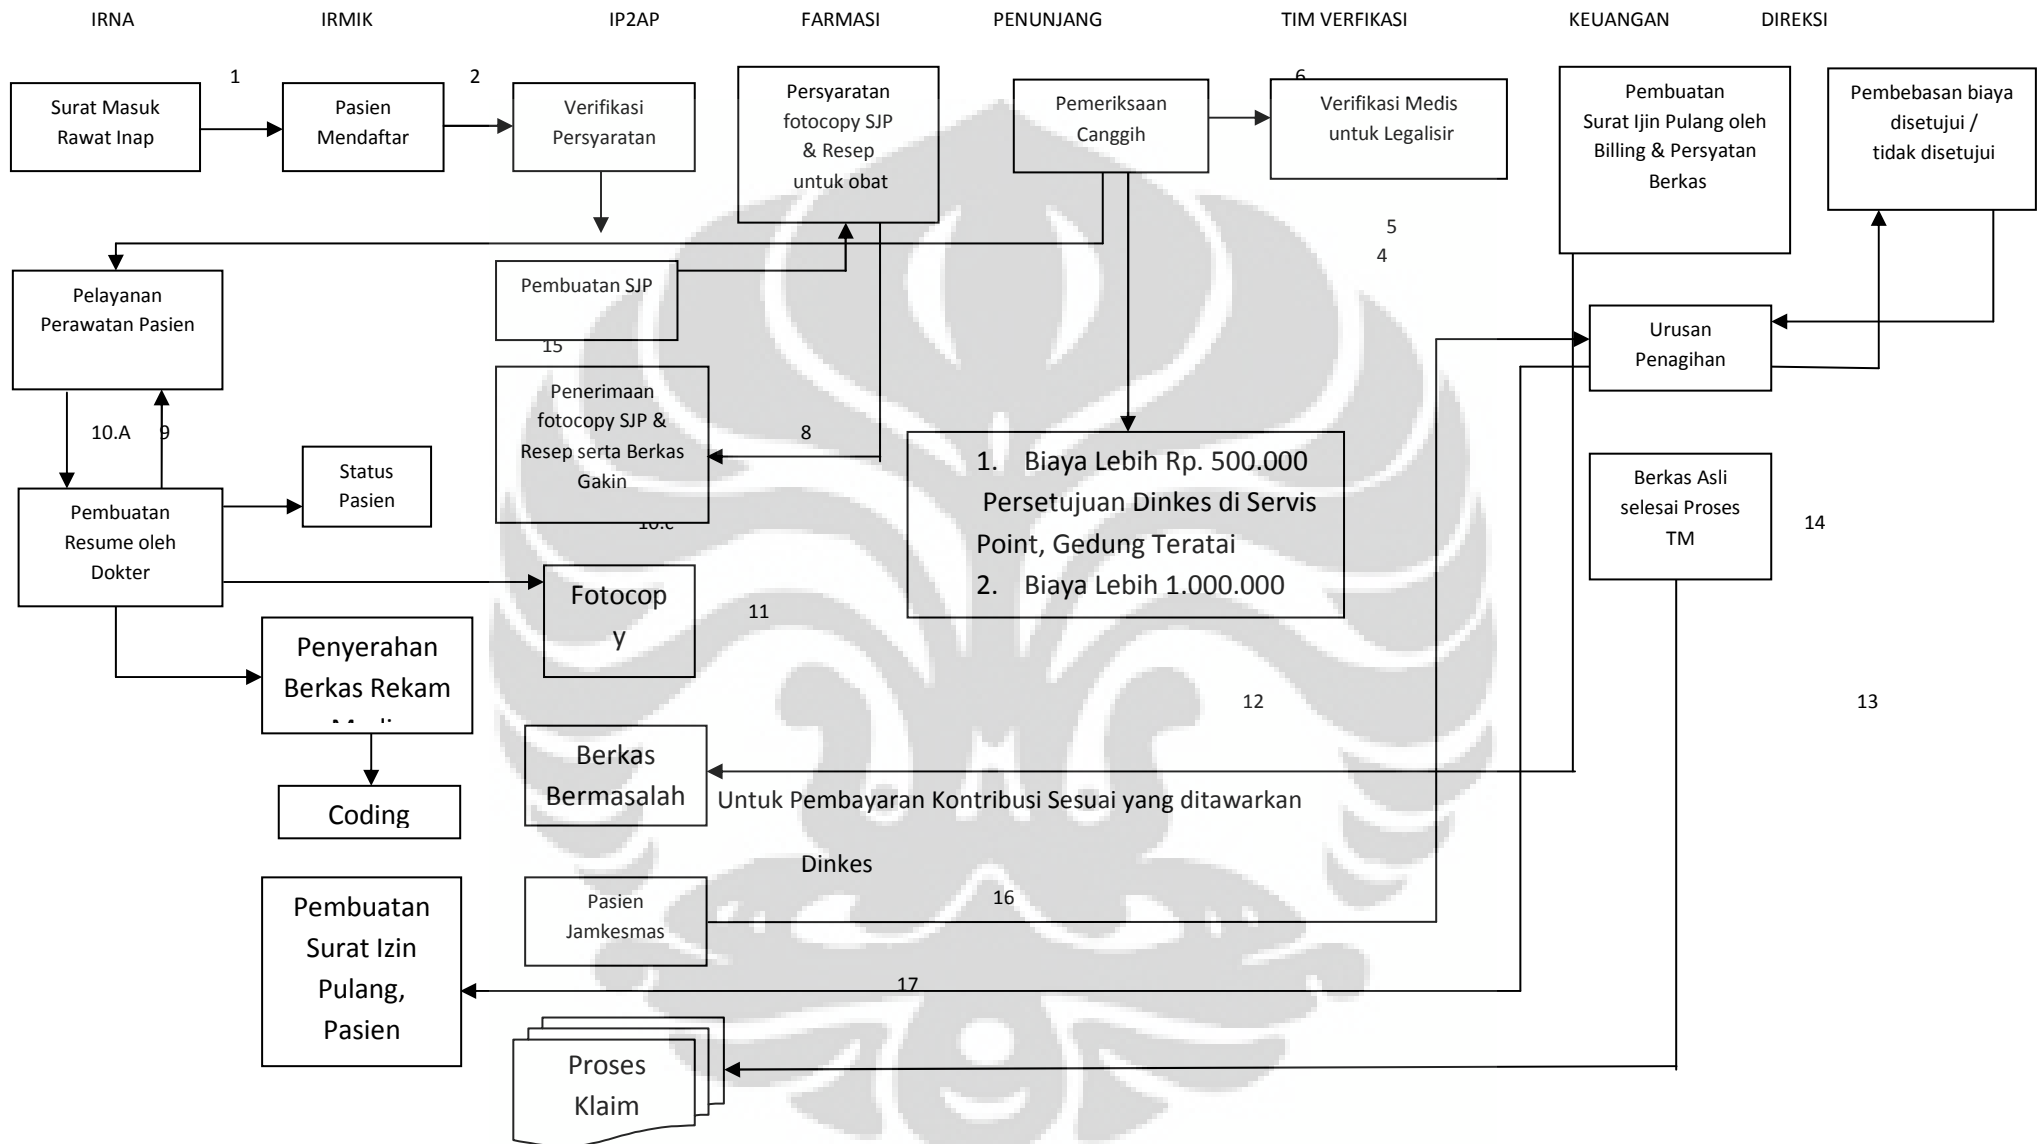 IRNA IRMIK IP2AP FARMASI PENUNJANG TIM VERFIKASI KEUANGAN DIREKSI
1
2
6
Surat Masuk
Rawat Inap
Pasien
Mendaftar
Verifikasi
Persyaratan
Persyaratan
fotocopy SJP
& Resep
untuk obat
Pemeriksaan
Canggih
Verifikasi Medis
untuk Legalisir
Pembuatan
Surat Ijin Pulang oleh
Billing & Persyatan
Berkas
Pembebasan biaya
disetujui /
tidak disetujui
5
4
Pelayanan
Perawatan Pasien
Pembuatan SJP
15
Urusan
Penagihan
Penerimaan
fotocopy SJP &
Resep serta Berkas
Gakin
8
10.A
9
Status
Pasien
1. Biaya Lebih Rp. 500.000
Persetujuan Dinkes di Servis
Point, Gedung Teratai
2. Biaya Lebih 1.000.000
Berkas Asli
selesai Proses
TM
14
Pembuatan
Resume oleh
Dokter
10.c
Fotocop
y
11
Penyerahan
Berkas Rekam
12
13
Berkas
Bermasalah
Untuk Pembayaran Kontribusi Sesuai yang ditawarkan
Dinkes
Coding
Pasien
Jamkesmas
16
Pembuatan
Surat Izin
Pulang,
Pasien
17
Proses
Klaim